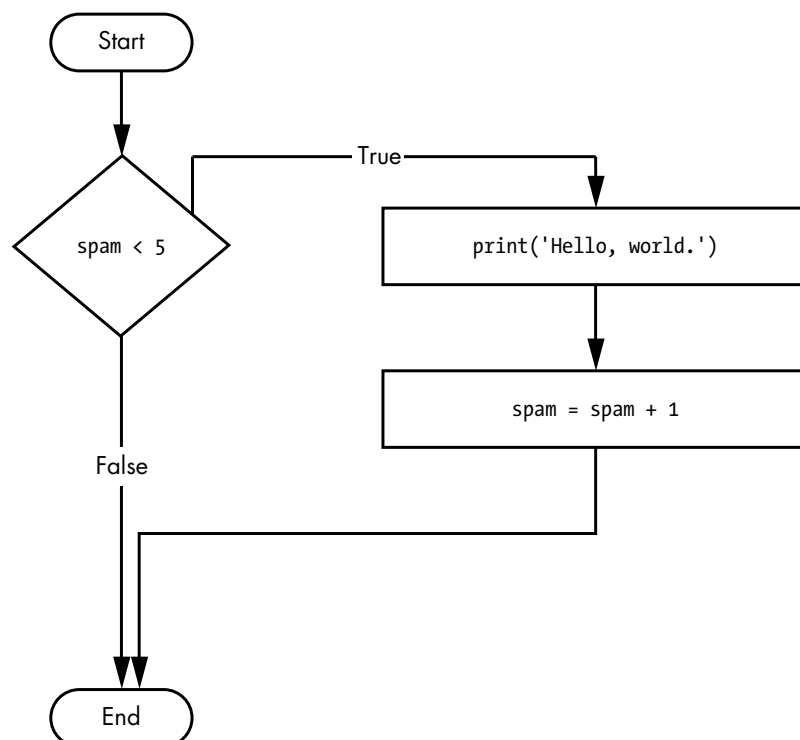 Start
True
spam < 5
print('Hello, world.')
spam = spam + 1
False
End